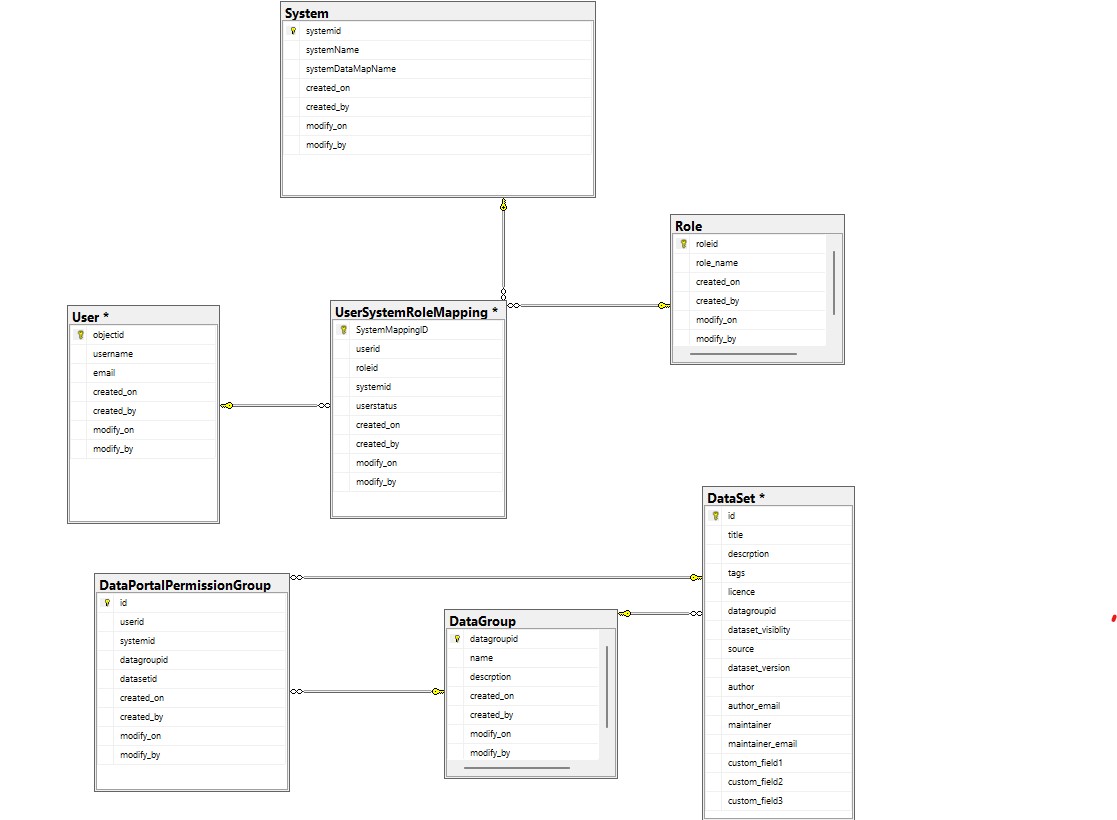 System
systemid
systemName
systemDataMapName
created_on
created_by
modify_on
modify_by
Role
roleid
role_name
created_on
created_by
modify_on
modify_by
User *
objectid
username
email
created_on
created_by
modify_on
modify_by
UserSystemRoleMapping *
SystemMappingID
userid
roleid
systemid
userstatus
created_on
created_by
modify_on
modify_by
DataSet *
id
title
descrption
tags
licence
datagroupid
dataset_visiblity
source
dataset_version
author
author_email
maintainer
maintainer_email
custom_field1
custom_field2
custom_field3
DataPortalPermissionGroup
id
userid
systemid
datagroupid
datasetid
created_on
created_by
modify_on
modify_by
DataGroup
datagroupid
name
descrption
created_on
created_by
modify_on
modify_by